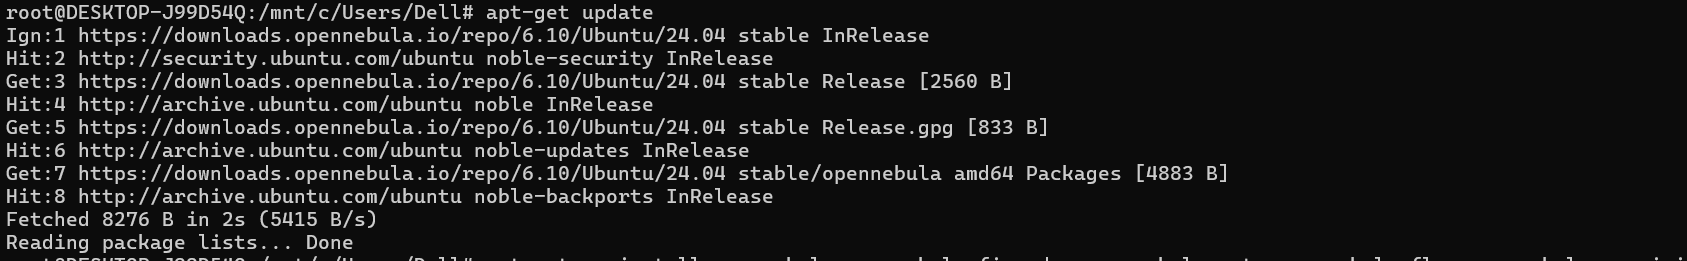 root@DESKTOP-J99D54Q:/mnt/c/Users/Dell# apt-get update
Ign:1 https://downloads.opennebula.io/repo/6.10/Ubuntu/24.04 stable InRelease
Hit:2 http://security.ubuntu.com/ubuntu noble-security InRelease
Get:3 https://downloads.opennebula.io/repo/6.10/Ubuntu/24.04 stable Release [2560 B]
Hit:4 http://archive.ubuntu.com/ubuntu noble InRelease
Get:5 https://downloads.opennebula.io/repo/6.10/Ubuntu/24.04 stable Release.gpg [833 B]
Hit:6 http://archive.ubuntu.com/ubuntu noble-updates InRelease
Get:7 https://downloads.opennebula.io/repo/6.10/Ubuntu/24.04 stable/opennebula amd64 Packages [4883 B]
Hit:8 http://archive.ubuntu.com/ubuntu noble-backports InRelease
Fetched 8276 B in 2s (5415 B/s)
Reading package lists... Done